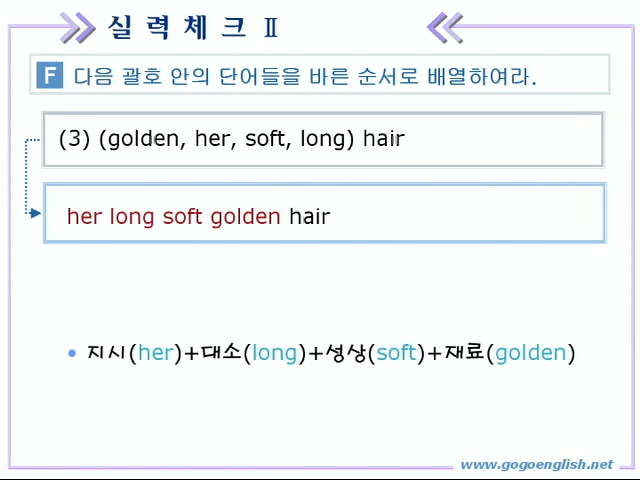 실 력 체 크 Ⅱ
F 다음 괄호 안의 단어들을 바른 순서로 배열하여라.
(3) (golden, her, soft, long) hair
her long soft golden hair
• 지시(her)+대소(long)+성상(soft)+재료(golden)
www.gogoenglish.net